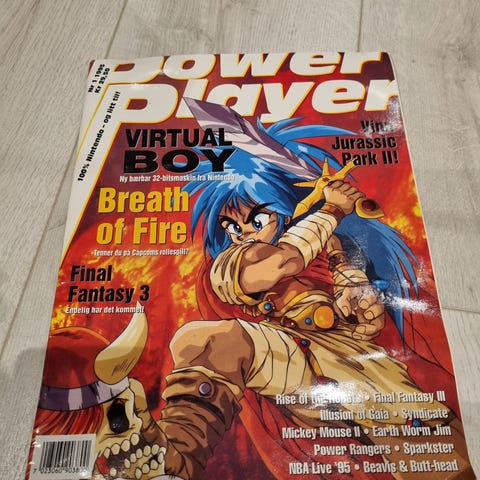 Power
Player
Nr 1 1995
Kr 29,50
100% Nintendo - og litt til!
VIRTUAL
BOY
Ny bærbar 32-bitsmaskin fra Nintendo
Vinn
Jurassic
Park II!
Breath
of Fire
Tenner du på Capcoms rollespill?
Final
Fantasy 3
Endelig har det kommet!
Rise of the Robots • Final Fantasy III
Illusion of Gaia • Syndicate
Mickey Mouse II • Earth Worm Jim
Power Rangers • Sparkster
NBA Live '95 • Beavis & Butt-head